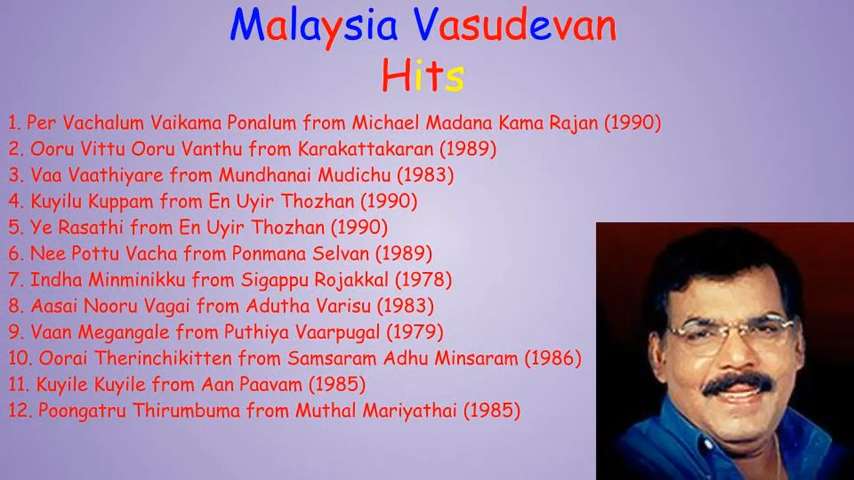 Malaysia Vasudevan
Hits
1. Per Vachalum Vaikama Ponalum from Michael Madana Kama Rajan (1990)
2. Ooru Vittu Ooru Vanthu from Karakattakaran (1989)
3. Vaa Vaathiyare from Mundhanai Mudichu (1983)
4. Kuyilu Kuppam from En Uyir Thozhan (1990)
5. Ye Rasathi from En Uyir Thozhan (1990)
6. Nee Pottu Vacha from Ponmana Selvan (1989)
7. Indha Minminikku from Sigappu Rojakkal (1978)
8. Aasai Nooru Vagai from Adutha Varisu (1983)
9. Vaan Megangale from Puthiya Vaarpugal (1979)
10. Oorai Therinchikitten from Samsaram Adhu Minsaram (1986)
11. Kuyile Kuyile from Aan Paavam (1985)
12. Poongatru Thirumbuma from Muthal Mariyathai (1985)